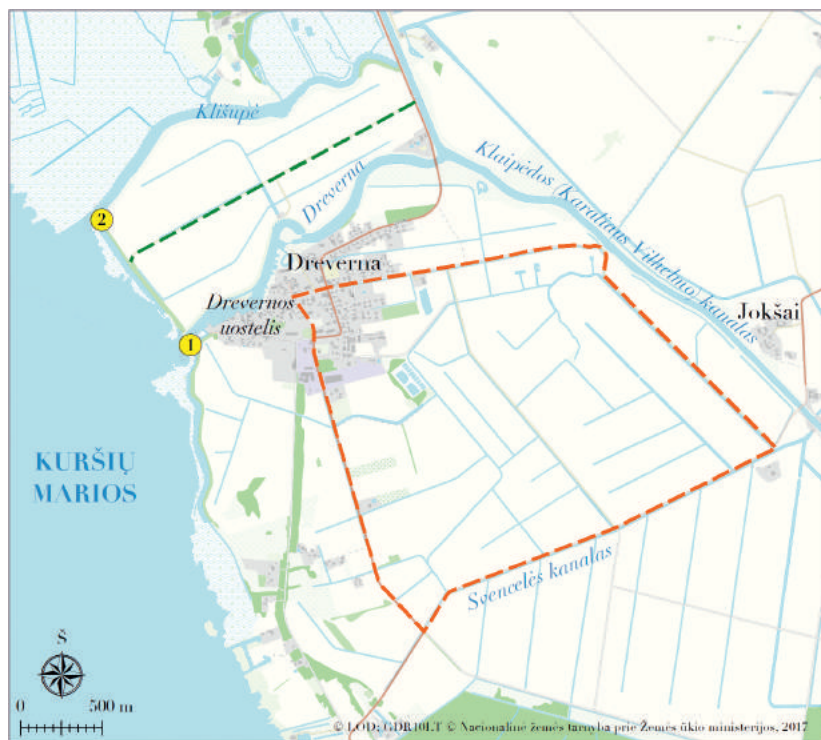 Klišupė
Dreverna
Klaipėdos (Karaliaus Vilhelmo kanalas
2
Dreverna
Drevernos
uostelis
1
Jokšai
KURŠIŲ
MARIOS
Svencelės kanalas
Š
0 500 m
© LOD; GDR10LT © Nacionalinė žemės tarnyba prie Žemės ūkio ministerijos, 2017